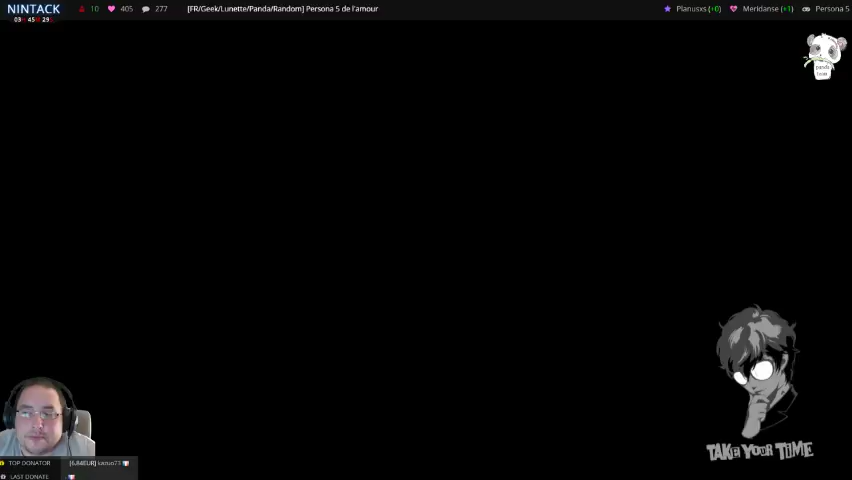 NINTACK
03 45 29
10 405 277
[FR/Geek/Lunette/Panda/Random] Persona 5 de l'amour
Planusxs (+0) Meridanse (+1) Persona 5
panda
TAKE YOUR TIME
TOP DONATOR
LAST DONATE